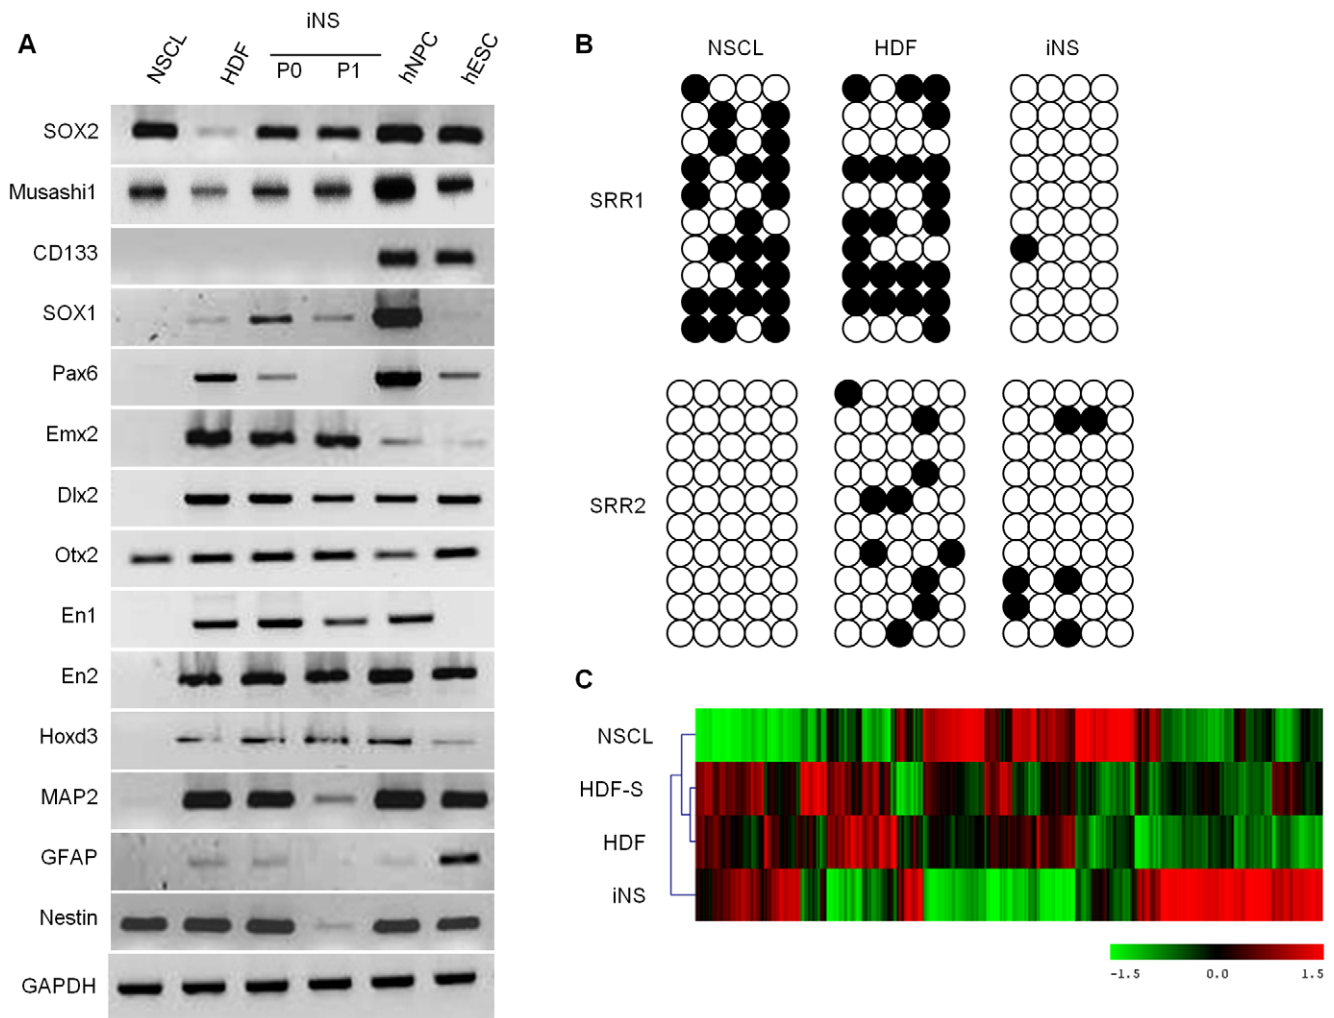 A
iNS
NSCL HDF P0 P1 hNPC hESC
SOX2
Musashi1
CD133
SOX1
Pax6
Emx2
Dlx2
Otx2
En1
En2
Hoxd3
MAP2
GFAP
Nestin
GAPDH
B
NSCL HDF iNS
SRR1
SRR2
C
NSCL
HDF-S
HDF
iNS
-1.5 0.0 1.5